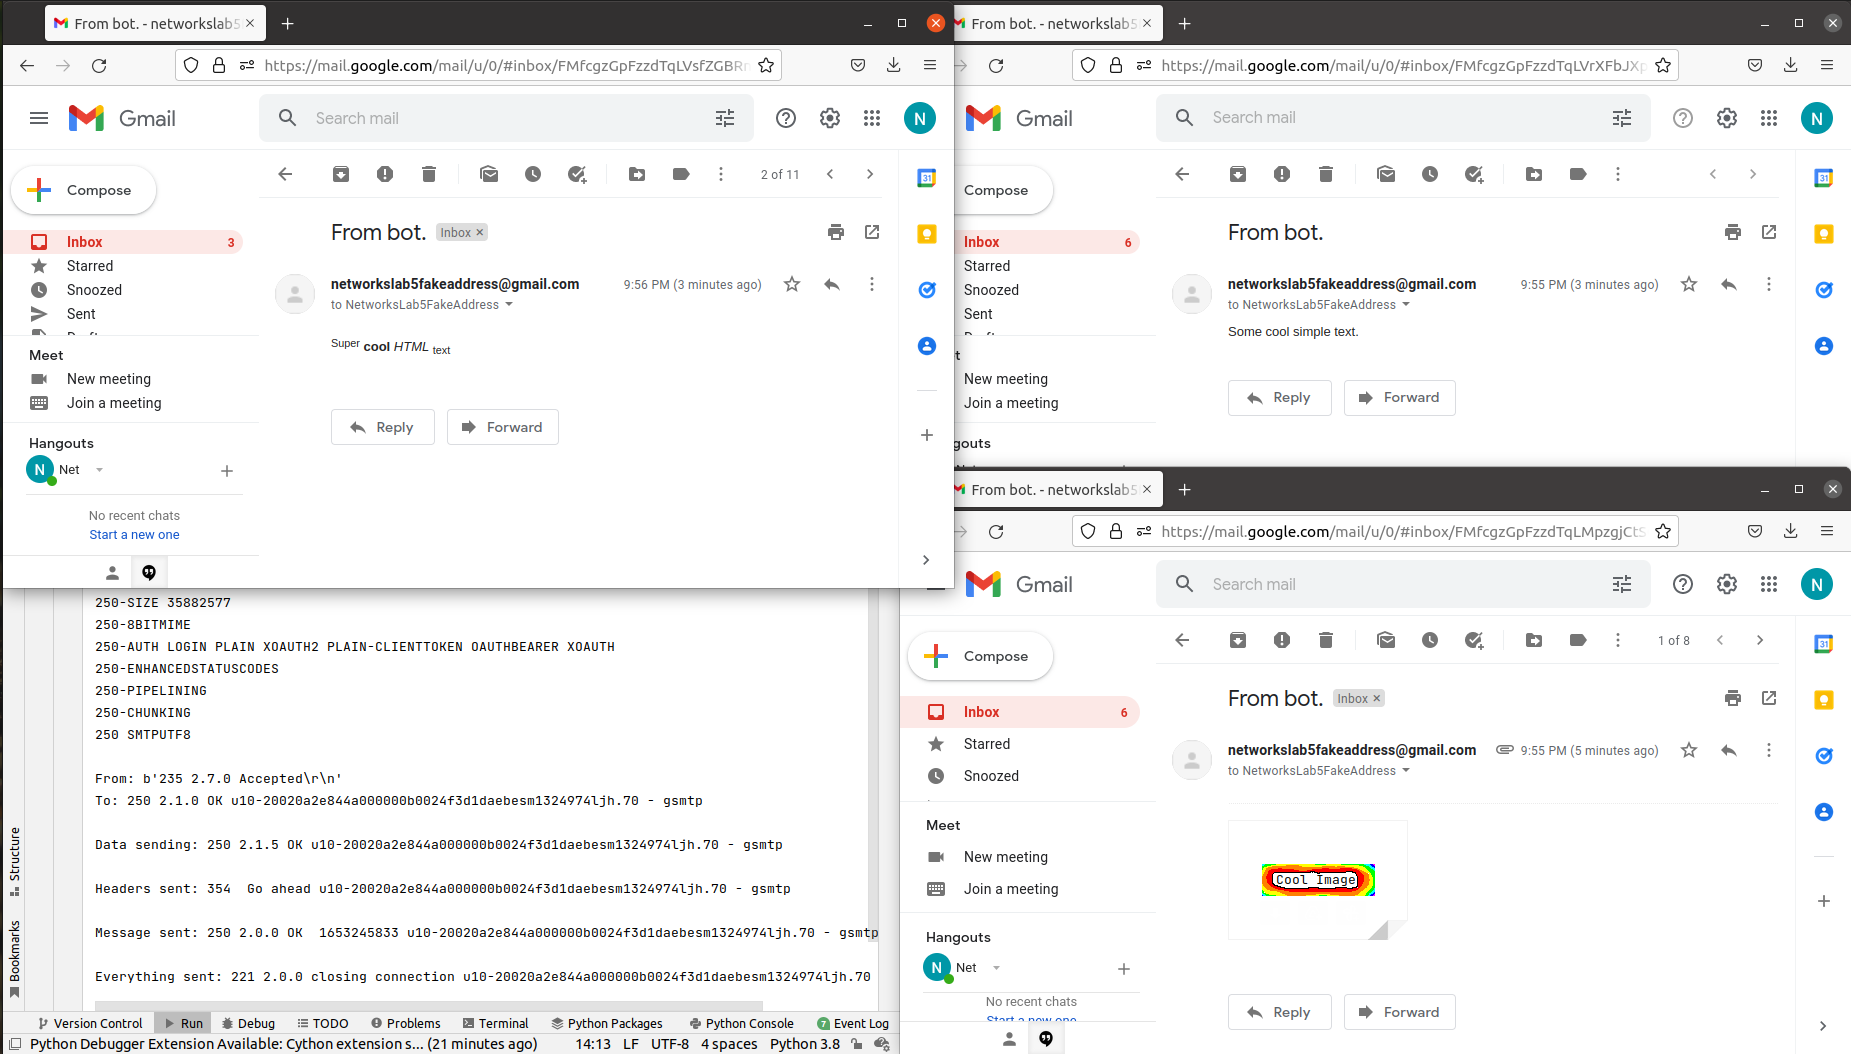 From bot. - networkslab5
https://mail.google.com/mail/u/0/#inbox/FMfcgzGpFzzdTqLVsfZGBRn
Gmail
Search mail
Compose
2 of 11
Inbox 3
Starred
Snoozed
Sent
From bot. Inbox ×
networkslab5fakeaddress@gmail.com 9:56 PM (3 minutes ago)
to NetworksLab5FakeAddress
Super cool HTML text
Reply Forward
Meet
New meeting
Join a meeting
Hangouts
N Net
No recent chats
Start a new one
N
31
From bot. - networkslab5
https://mail.google.com/mail/u/0/#inbox/FMfcgzGpFzzdTqLVrXFbJXp
Gmail
Search mail
N
Compose
31
Inbox 6
Starred
Snoozed
Sent
From bot.
networkslab5fakeaddress@gmail.com 9:55 PM (3 minutes ago)
to NetworksLab5FakeAddress
Some cool simple text.
Reply Forward
t
New meeting
Join a meeting
gouts
From bot. - networkslab5
https://mail.google.com/mail/u/0/#inbox/FMfcgzGpFzzdTqLMpzgjCtS
Gmail
Search mail
N
Compose
1 of 8
31
Inbox 6
Starred
Snoozed
From bot. Inbox ×
networkslab5fakeaddress@gmail.com 9:55 PM (5 minutes ago)
to NetworksLab5FakeAddress
Cool Image
Reply Forward
Meet
New meeting
Join a meeting
Hangouts
N Net
No recent chats
Start a new one
250-SIZE 35882577
250-8BITMIME
250-AUTH LOGIN PLAIN XOAUTH2 PLAIN-CLIENTTOKEN OAUTHBEARER XOAUTH
250-ENHANCEDSTATUSCODES
250-PIPELINING
250-CHUNKING
250 SMTPUTF8
From: b'235 2.7.0 Accepted\r\n'
To: 250 2.1.0 OK u10-20020a2e844a000000b0024f3d1daebesm1324974ljh.70 - gsmtp
Data sending: 250 2.1.5 OK u10-20020a2e844a000000b0024f3d1daebesm1324974ljh.70 - gsmtp
Headers sent: 354  Go ahead u10-20020a2e844a000000b0024f3d1daebesm1324974ljh.70 - gsmtp
Message sent: 250 2.0.0 OK  1653245833 u10-20020a2e844a000000b0024f3d1daebesm1324974ljh.70 - gsmtp
Everything sent: 221 2.0.0 closing connection u10-20020a2e844a000000b0024f3d1daebesm1324974ljh.70
Structure
Bookmarks
Version Control Run Debug TODO Problems Terminal Python Packages Python Console 7 Event Log
Python Debugger Extension Available: Cython extension s... (21 minutes ago) 14:13 LF UTF-8 4 spaces Python 3.8